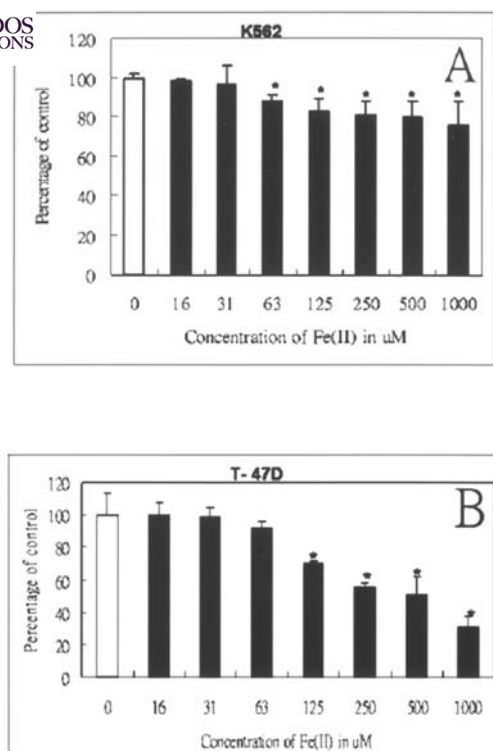 DOS
ONS
K562
A
Percentage of control
120
100
80
60
40
20
0
* * * * *
0 16 31 63 125 250 500 1000
Concentration of Fe(II) in uM
T-47D
B
Percentage of control
120
100
80
60
40
20
0
* * * *
0 16 31 63 125 250 500 1000
Concentration of Fe(II) in uM